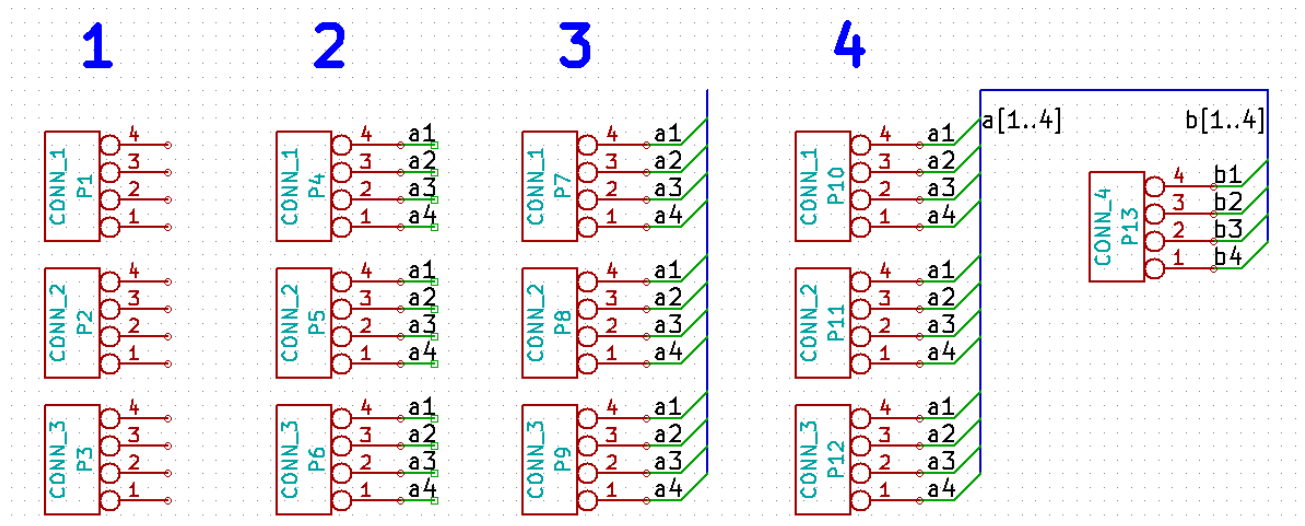 1
2
3
4
CONN_1
P1
4
3
2
1
CONN_2
P2
4
3
2
1
CONN_3
P3
4
3
2
1
CONN_1
P4
4 a1
3 a2
2 a3
1 a4
CONN_2
P5
4 a1
3 a2
2 a3
1 a4
CONN_3
P6
4 a1
3 a2
2 a3
1 a4
CONN_1
P7
4 a1
3 a2
2 a3
1 a4
CONN_2
P8
4 a1
3 a2
2 a3
1 a4
CONN_3
P9
4 a1
3 a2
2 a3
1 a4
CONN_1
P10
4 a1
3 a2
2 a3
1 a4
CONN_2
P11
4 a1
3 a2
2 a3
1 a4
CONN_3
P12
4 a1
3 a2
2 a3
1 a4
a[1..4]
b[1..4]
CONN_4
P13
4 b1
3 b2
2 b3
1 b4